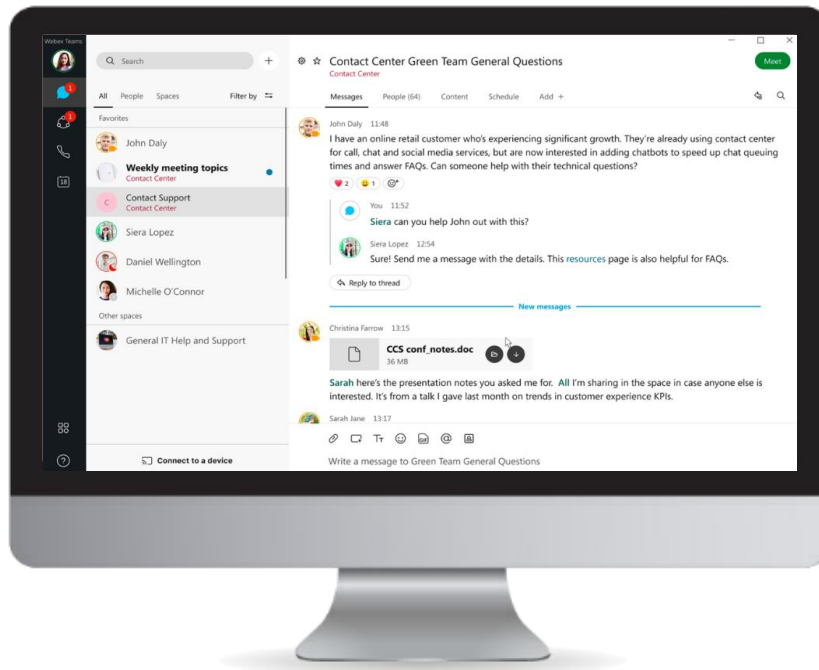 Webex Teams
Search
+
All People Spaces Filter by
Favorites
John Daly
Weekly meeting topics
Contact Center
C
Contact Support
Contact Center
Siera Lopez
Daniel Wellington
Michelle O'Connor
Other spaces
General IT Help and Support
Connect to a device
1
1
18
?
Contact Center Green Team General Questions
Contact Center
Meet
Messages People (64) Content Schedule Add +
John Daly 11:48
I have an online retail customer who's experiencing significant growth. They're already using contact center
for call, chat and social media services, but are now interested in adding chatbots to speed up chat queuing
times and answer FAQs. Can someone help with their technical questions?
2 1
You 11:52
Siera can you help John out with this?
Siera Lopez 12:54
Sure! Send me a message with the details. This resources page is also helpful for FAQs.
Reply to thread
New messages
Christina Farrow 13:15
CCS conf_notes.doc
36 MB
Sarah here's the presentation notes you asked me for. All I'm sharing in the space in case anyone else is
interested. It's from a talk I gave last month on trends in customer experience KPIs.
Sarah Jane 13:17
Tт GIF @
Write a message to Green Team General Questions